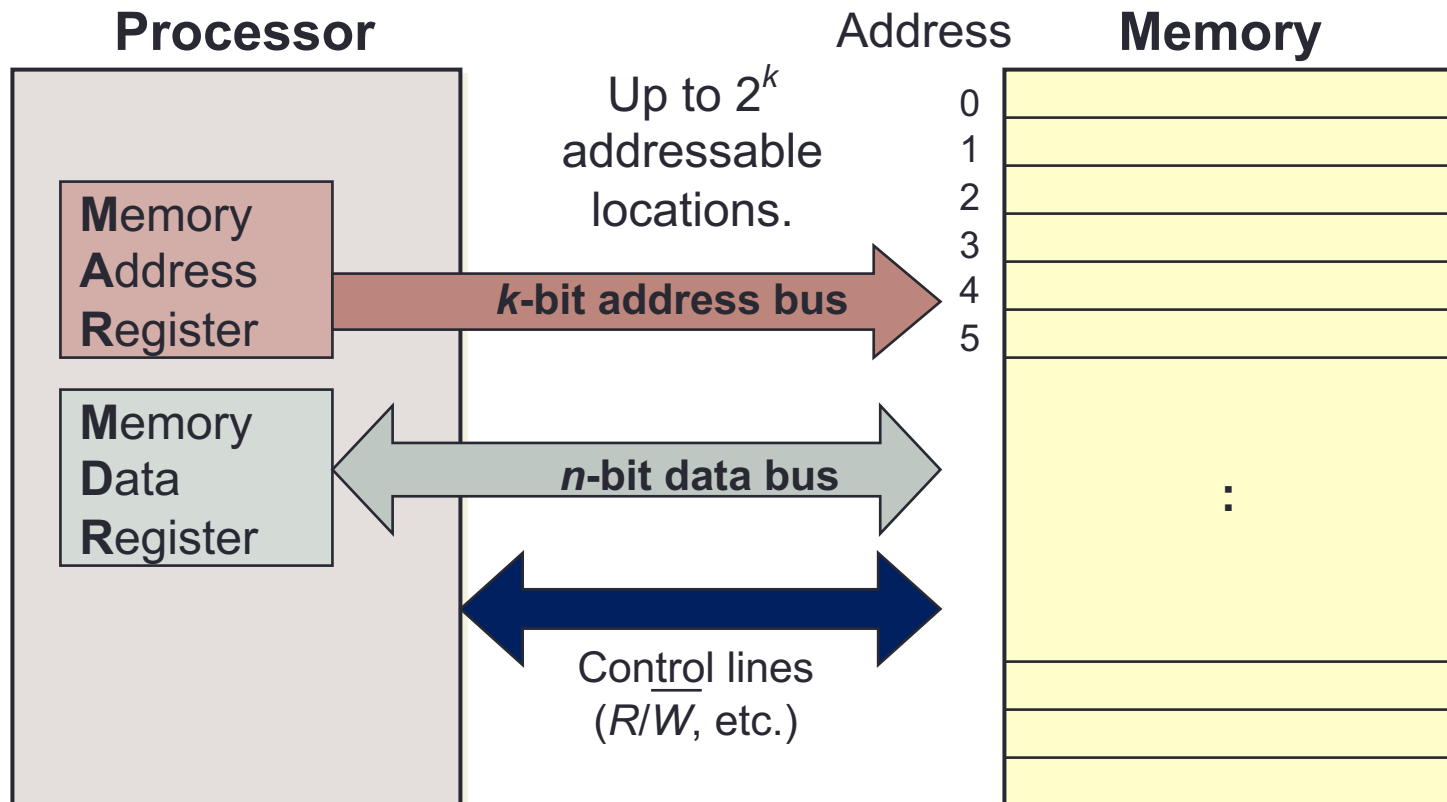 Processor
Address
Memory
Up to 2^k
addressable
locations.
Memory
Address
Register
k-bit address bus
0
1
2
3
4
5
Memory
Data
Register
n-bit data bus
:
Control lines
(R/W̅, etc.)